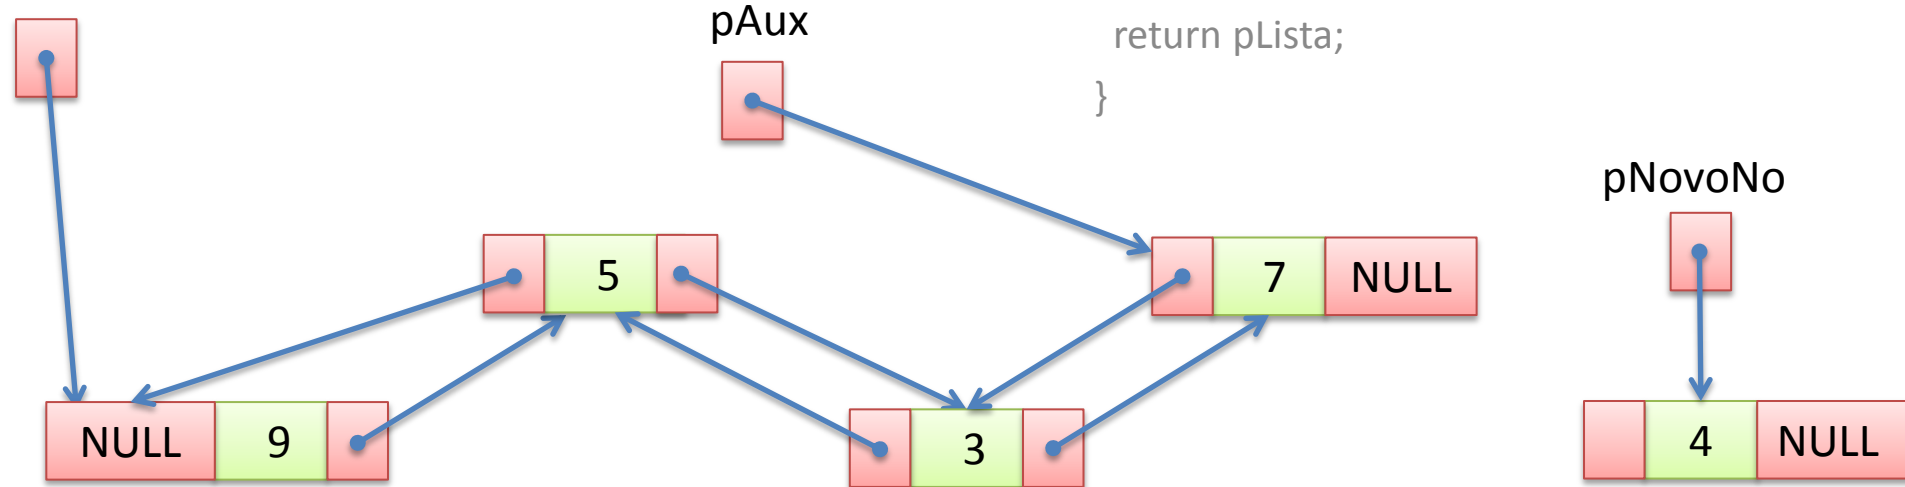 pAux
return pLista;
}
pNovoNo
5
7 NULL
NULL 9
3
4 NULL